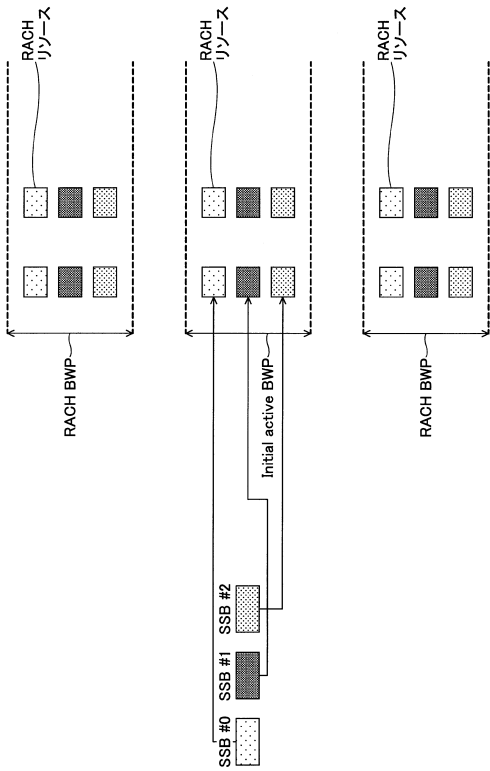 RACH
リソース
RACH
リソース
RACH
リソース
RACH BWP
Initial active BWP
RACH BWP
SSB #0
SSB #1
SSB #2